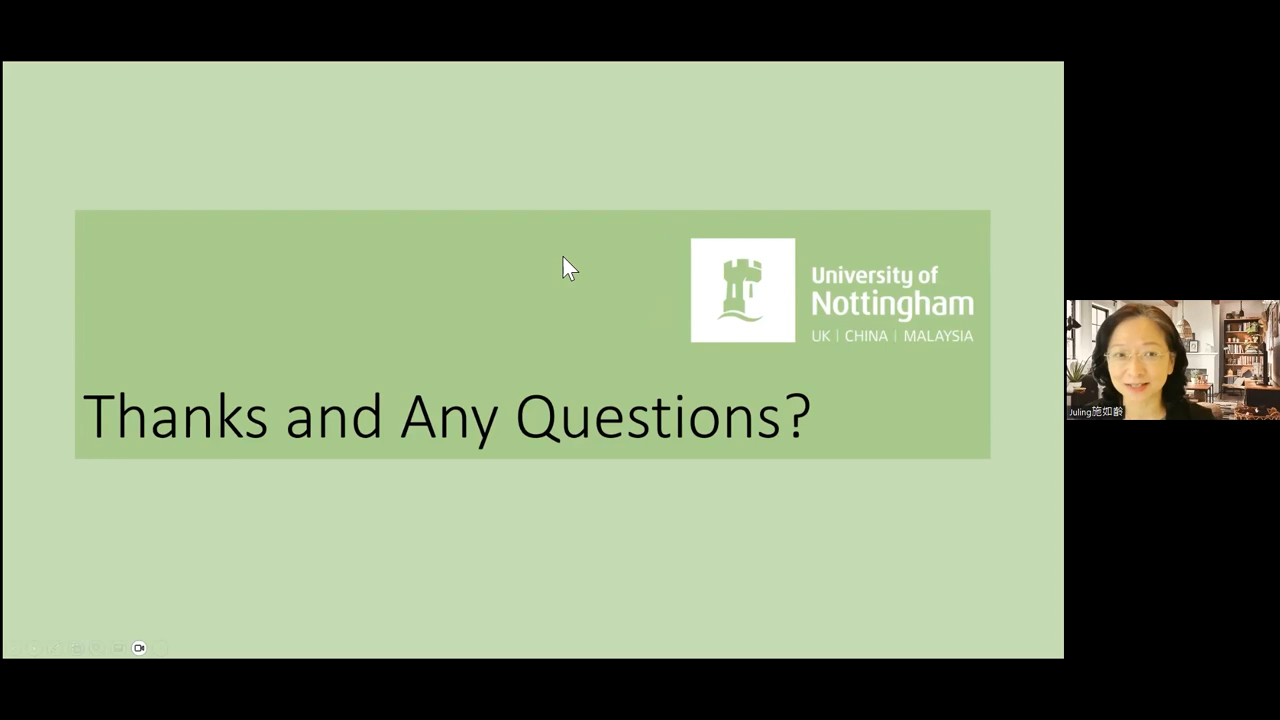 University of
Nottingham
UK | CHINA | MALAYSIA
Thanks and Any Questions?
Juling施如齡